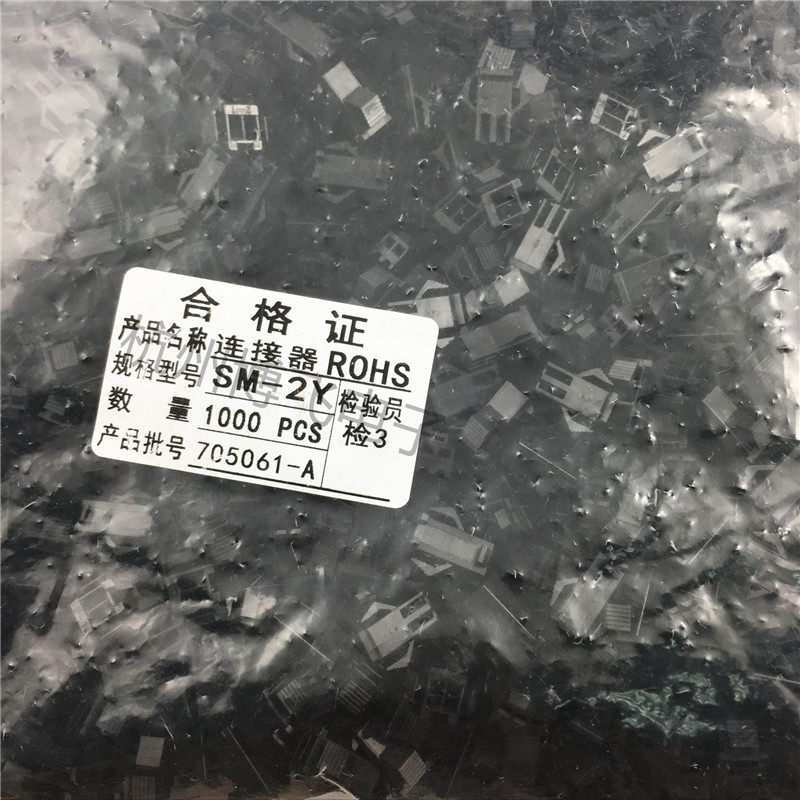 合格证
产品名称 连接器 ROHS
规格型号 SM-2Y 检验员
数量 1000 PCS 检3
产品批号 705061-A